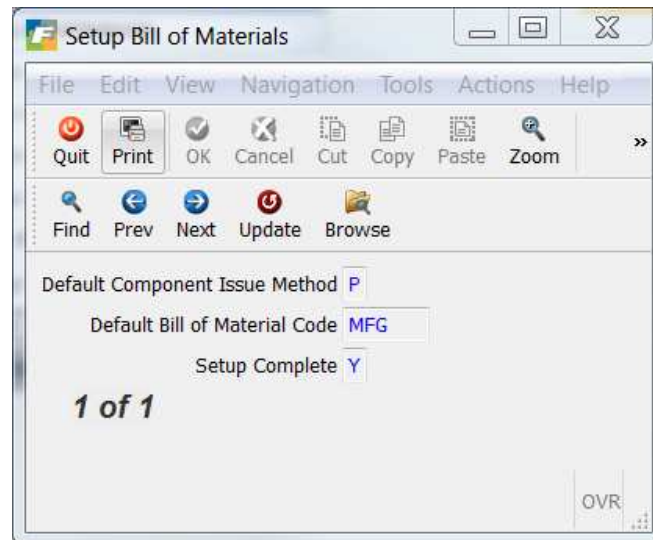 Setup Bill of Materials
File Edit View Navigation Tools Actions Help
Quit Print OK Cancel Cut Copy Paste Zoom »
Find Prev Next Update Browse
Default Component Issue Method P
Default Bill of Material Code MFG
Setup Complete Y
1 of 1
OVR